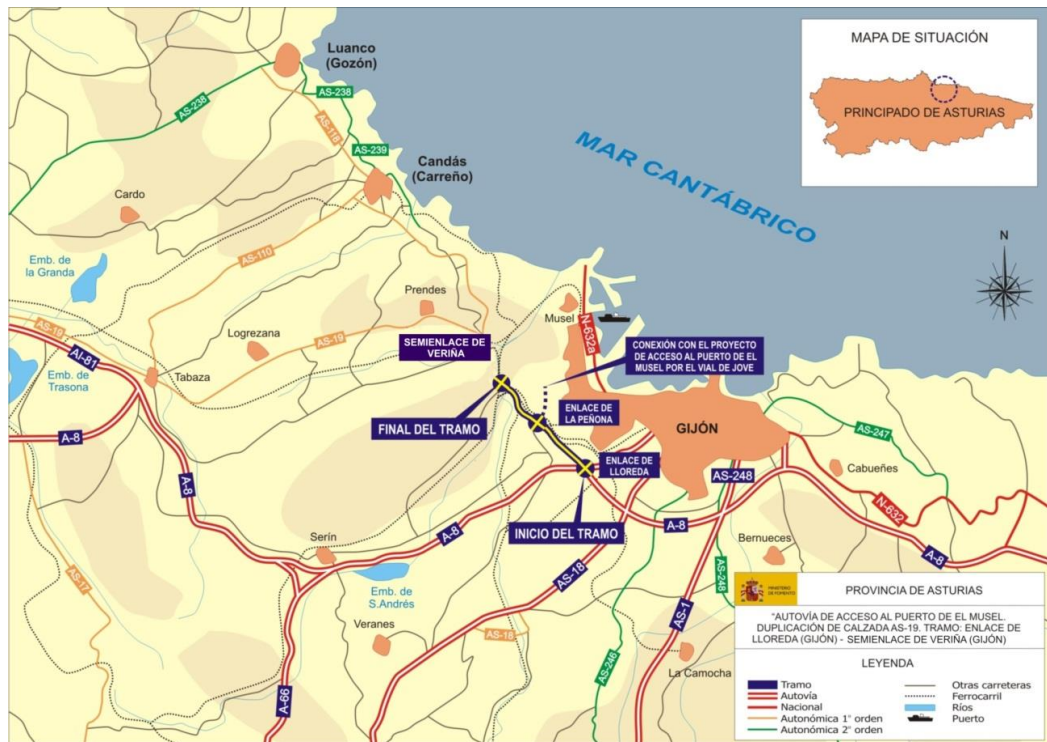 Luanco
(Gozón)
AS-238
AS-238
AS-118
AS-239
Candás
(Carreño)
Cardo
MAR CANTÁBRICO
MAPA DE SITUACIÓN
PRINCIPADO DE ASTURIAS
N
Emb. de
la Granda
AS-110
Prendes
Musel
N-632a
AS-19
AI-81
Logrezana
AS-19
SEMIENLACE DE
VERIÑA
CONEXIÓN CON EL PROYECTO
DE ACCESO AL PUERTO DE EL
MUSEL POR EL VIAL DE JOVE
Emb. de
Trasona
Tabaza
FINAL DEL TRAMO
ENLACE DE
LA PEÑONA
GIJÓN
AS-247
A-8
ENLACE DE
LLOREDA
AS-248
Cabueñes
A-8
N-632
INICIO DEL TRAMO
A-8
A-8
A-8
Serín
Bernueces
Emb. de
S.Andrés
AS-18
AS-17
Veranes
AS-18
AS-1
AS-248
AS-246
La Camocha
A-66
MINISTERIO
DE FOMENTO
PROVINCIA DE ASTURIAS
"AUTOVÍA DE ACCESO AL PUERTO DE EL MUSEL.
DUPLICACIÓN DE CALZADA AS-19. TRAMO: ENLACE DE
LLOREDA (GIJÓN) - SEMIENLACE DE VERIÑA (GIJÓN)
LEYENDA
Tramo
Autovía
Nacional
Autonómica 1° orden
Autonómica 2° orden
Otras carreteras
Ferrocarril
Ríos
Puerto